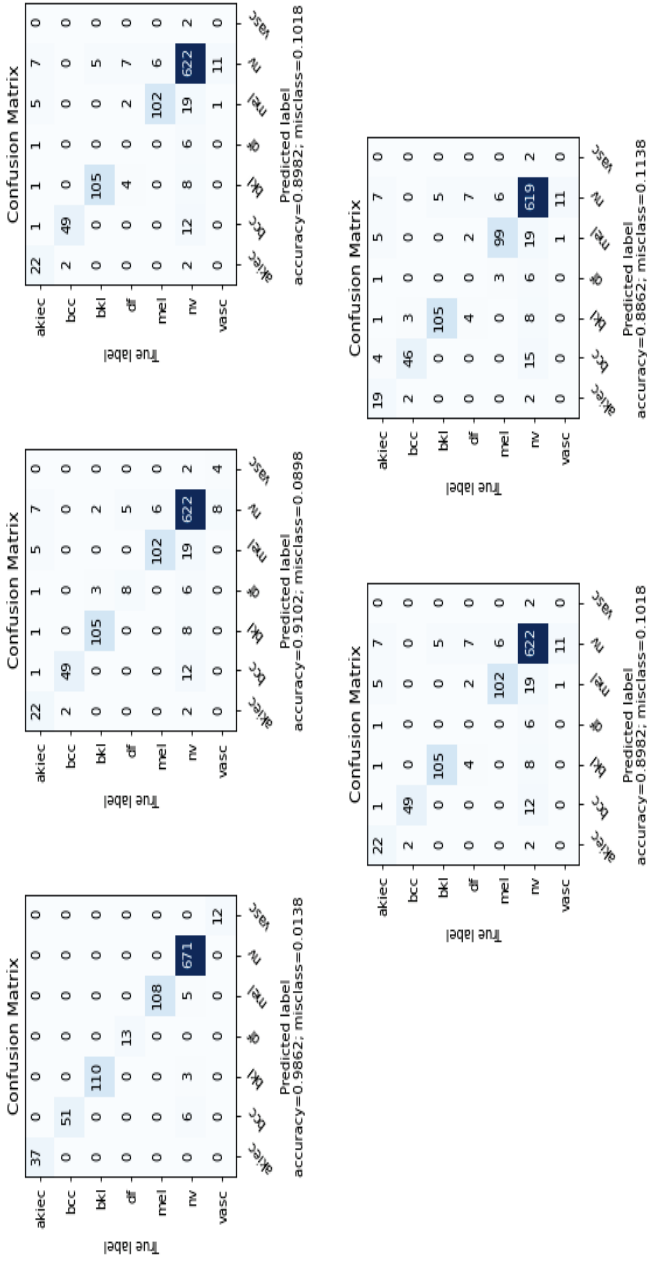 Confusion Matrix
True label
akiec 37 0 0 0 0 0 0
bcc 0 51 0 0 0 0 0
bkl 0 0 110 0 0 0 0
df 0 0 0 13 0 0 0
mel 0 0 0 0 108 0 0
nv 0 6 3 0 5 671 0
vasc 0 0 0 0 0 0 12
akiec bcc bkl df mel nv vasc
Predicted label
accuracy=0.9862; misclass=0.0138
Confusion Matrix
True label
akiec 22 1 1 1 5 7 0
bcc 2 49 0 0 0 0 0
bkl 0 0 105 3 0 2 0
df 0 0 0 8 0 5 0
mel 0 0 0 0 102 6 0
nv 2 12 8 6 19 622 2
vasc 0 0 0 0 0 8 4
akiec bcc bkl df mel nv vasc
Predicted label
accuracy=0.9102; misclass=0.0898
Confusion Matrix
True label
akiec 22 1 1 1 5 7 0
bcc 2 49 0 0 0 0 0
bkl 0 0 105 0 0 5 0
df 0 0 4 0 2 7 0
mel 0 0 0 0 102 6 0
nv 2 12 8 6 19 622 2
vasc 0 0 0 0 1 11 0
akiec bcc bkl df mel nv vasc
Predicted label
accuracy=0.8982; misclass=0.1018
Confusion Matrix
True label
akiec 22 1 1 1 5 7 0
bcc 2 49 0 0 0 0 0
bkl 0 0 105 0 0 5 0
df 0 0 4 0 2 7 0
mel 0 0 0 0 102 6 0
nv 2 12 8 6 19 622 2
vasc 0 0 0 0 1 11 0
akiec bcc bkl df mel nv vasc
Predicted label
accuracy=0.8982; misclass=0.1018
Confusion Matrix
True label
akiec 19 4 1 1 5 7 0
bcc 2 46 3 0 0 0 0
bkl 0 0 105 0 0 5 0
df 0 0 4 0 2 7 0
mel 0 0 0 3 99 6 0
nv 2 15 8 6 19 619 2
vasc 0 0 0 0 1 11 0
akiec bcc bkl df mel nv vasc
Predicted label
accuracy=0.8862; misclass=0.1138